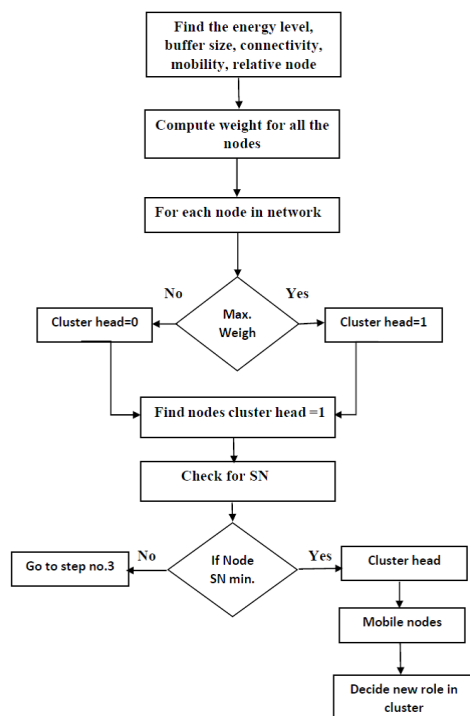 Find the energy level,
buffer size, connectivity,
mobility, relative node
Compute weight for all the
nodes
For each node in network
No
Yes
Max.
Weigh
Cluster head=0
Cluster head=1
Find nodes cluster head =1
Check for SN
If Node
SN min.
No
Yes
Go to step no.3
Cluster head
Mobile nodes
Decide new role in
cluster